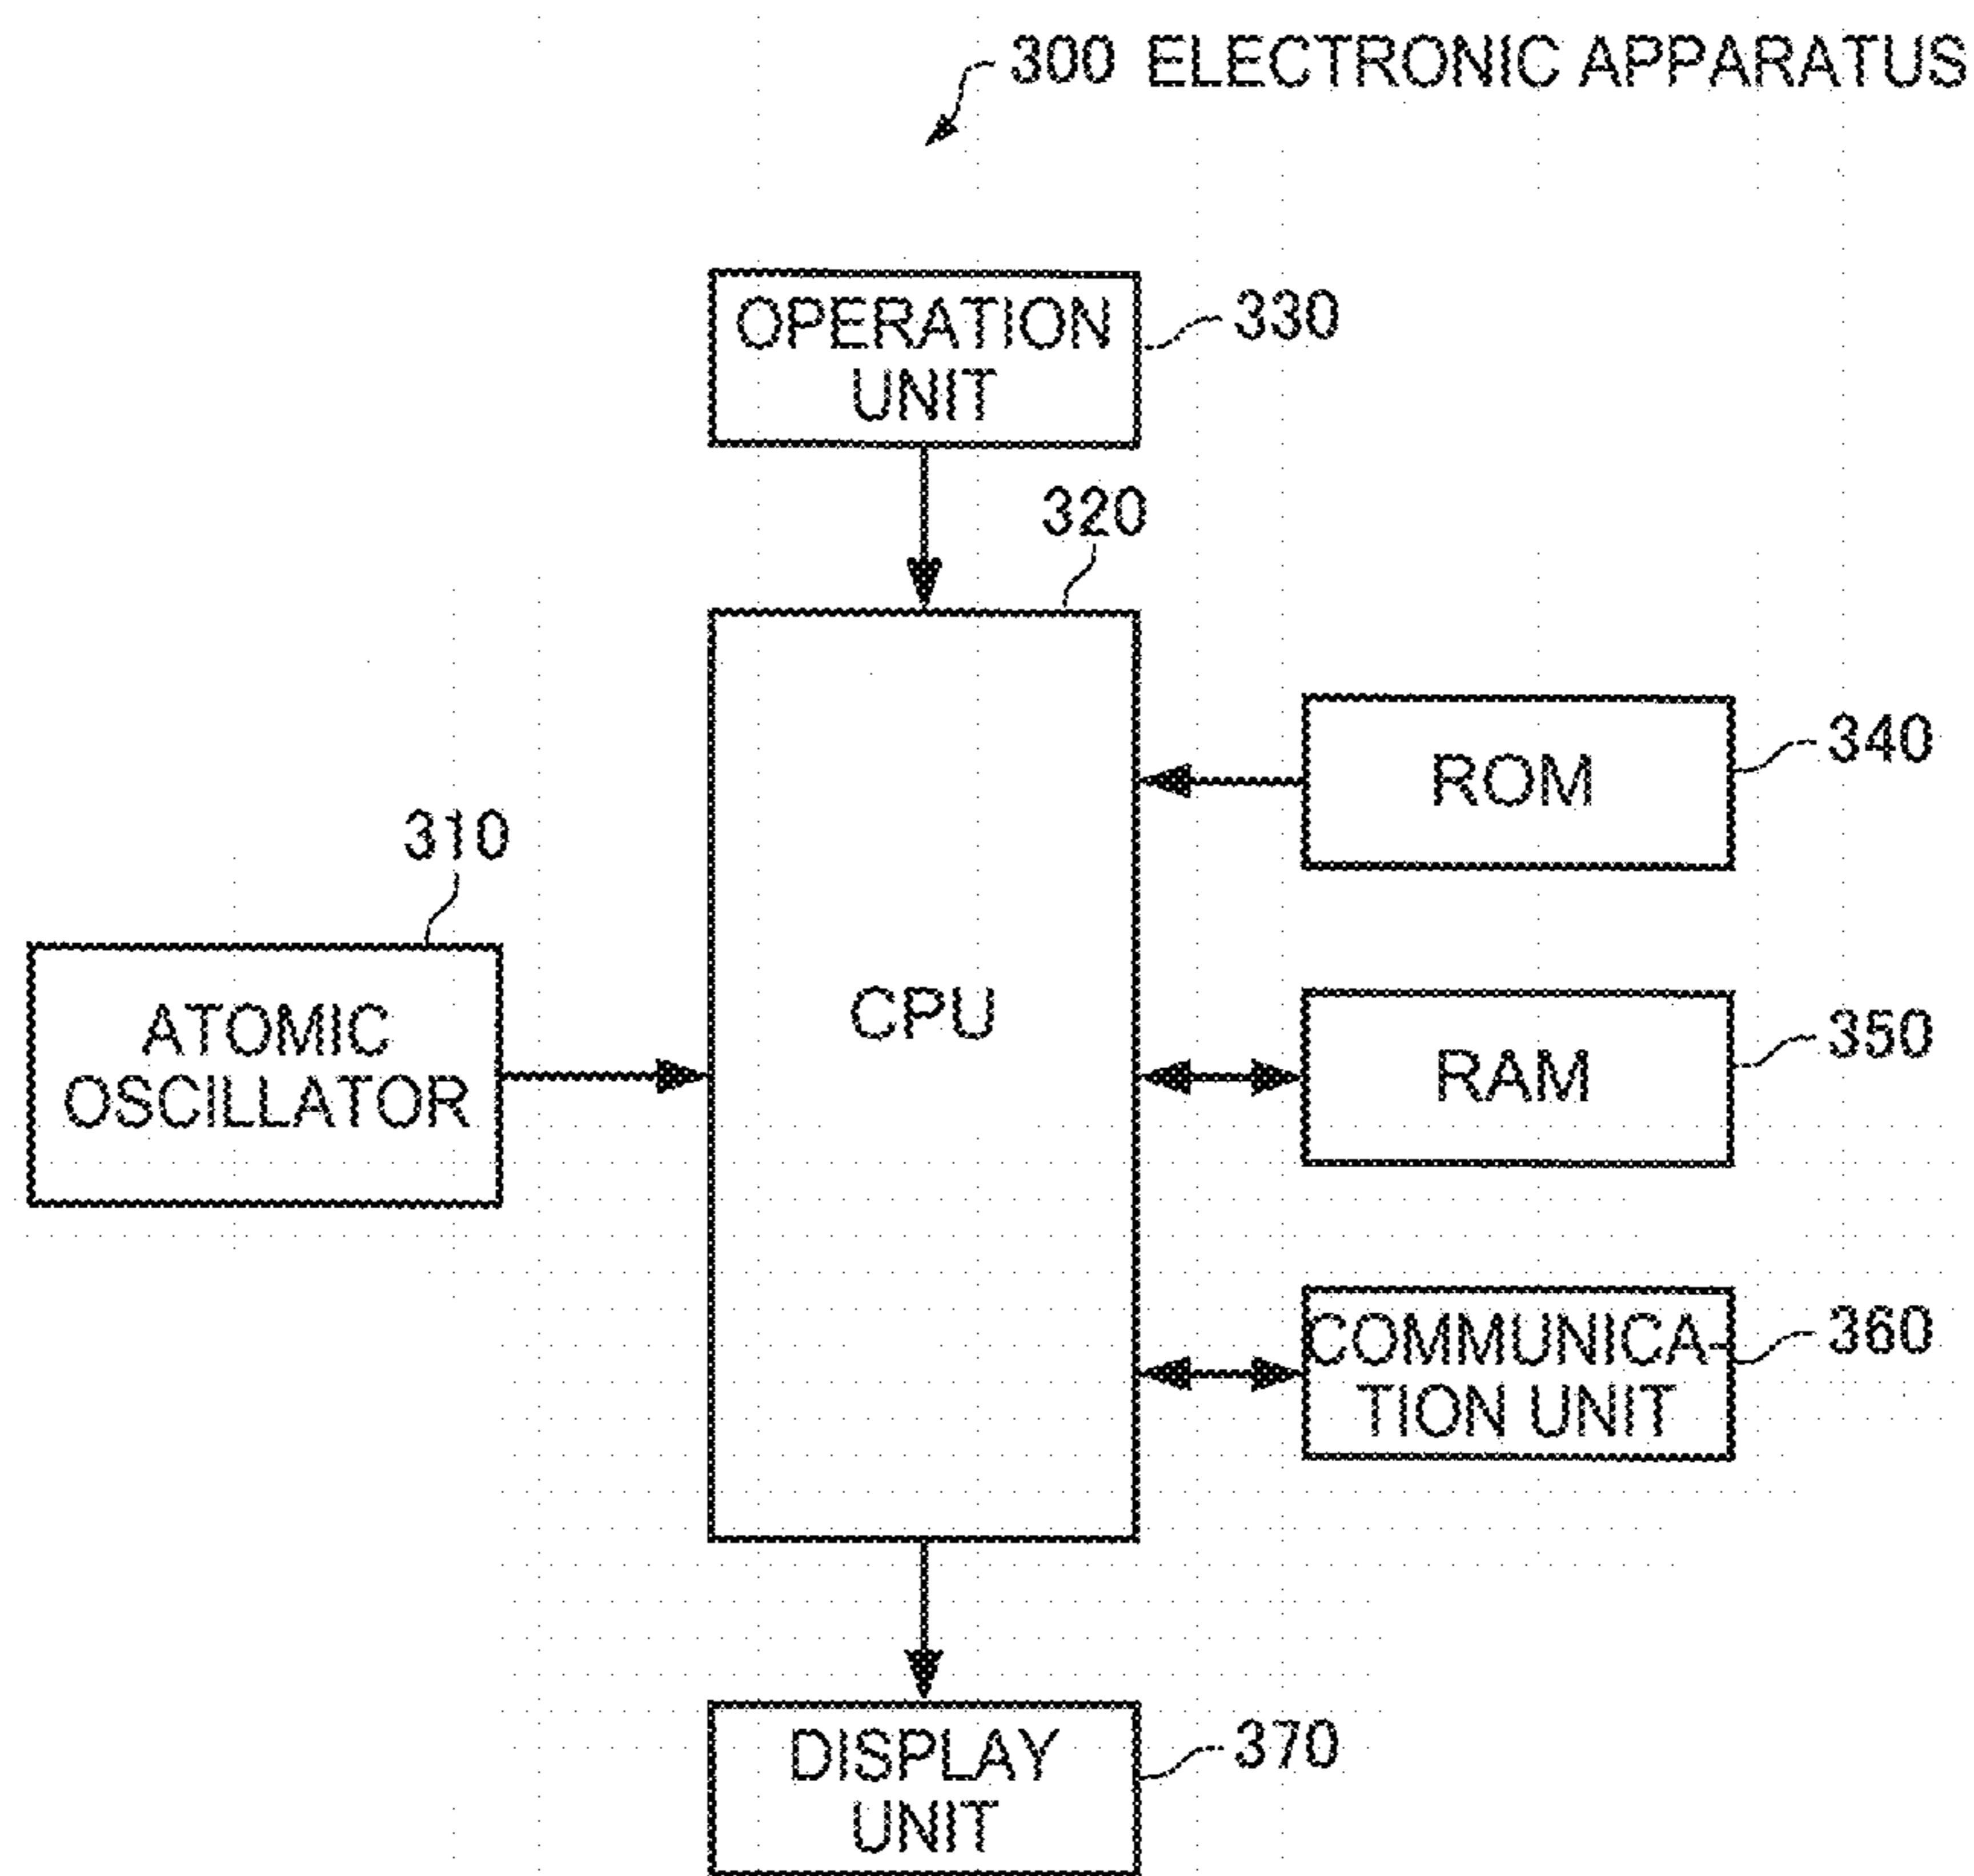 300 ELECTRONIC APPARATUS
OPERATION
UNIT
330
320
CPU
ROM
340
310
ATOMIC
OSCILLATOR
RAM
350
COMMUNICA-
TION UNIT
360
DISPLAY
UNIT
370